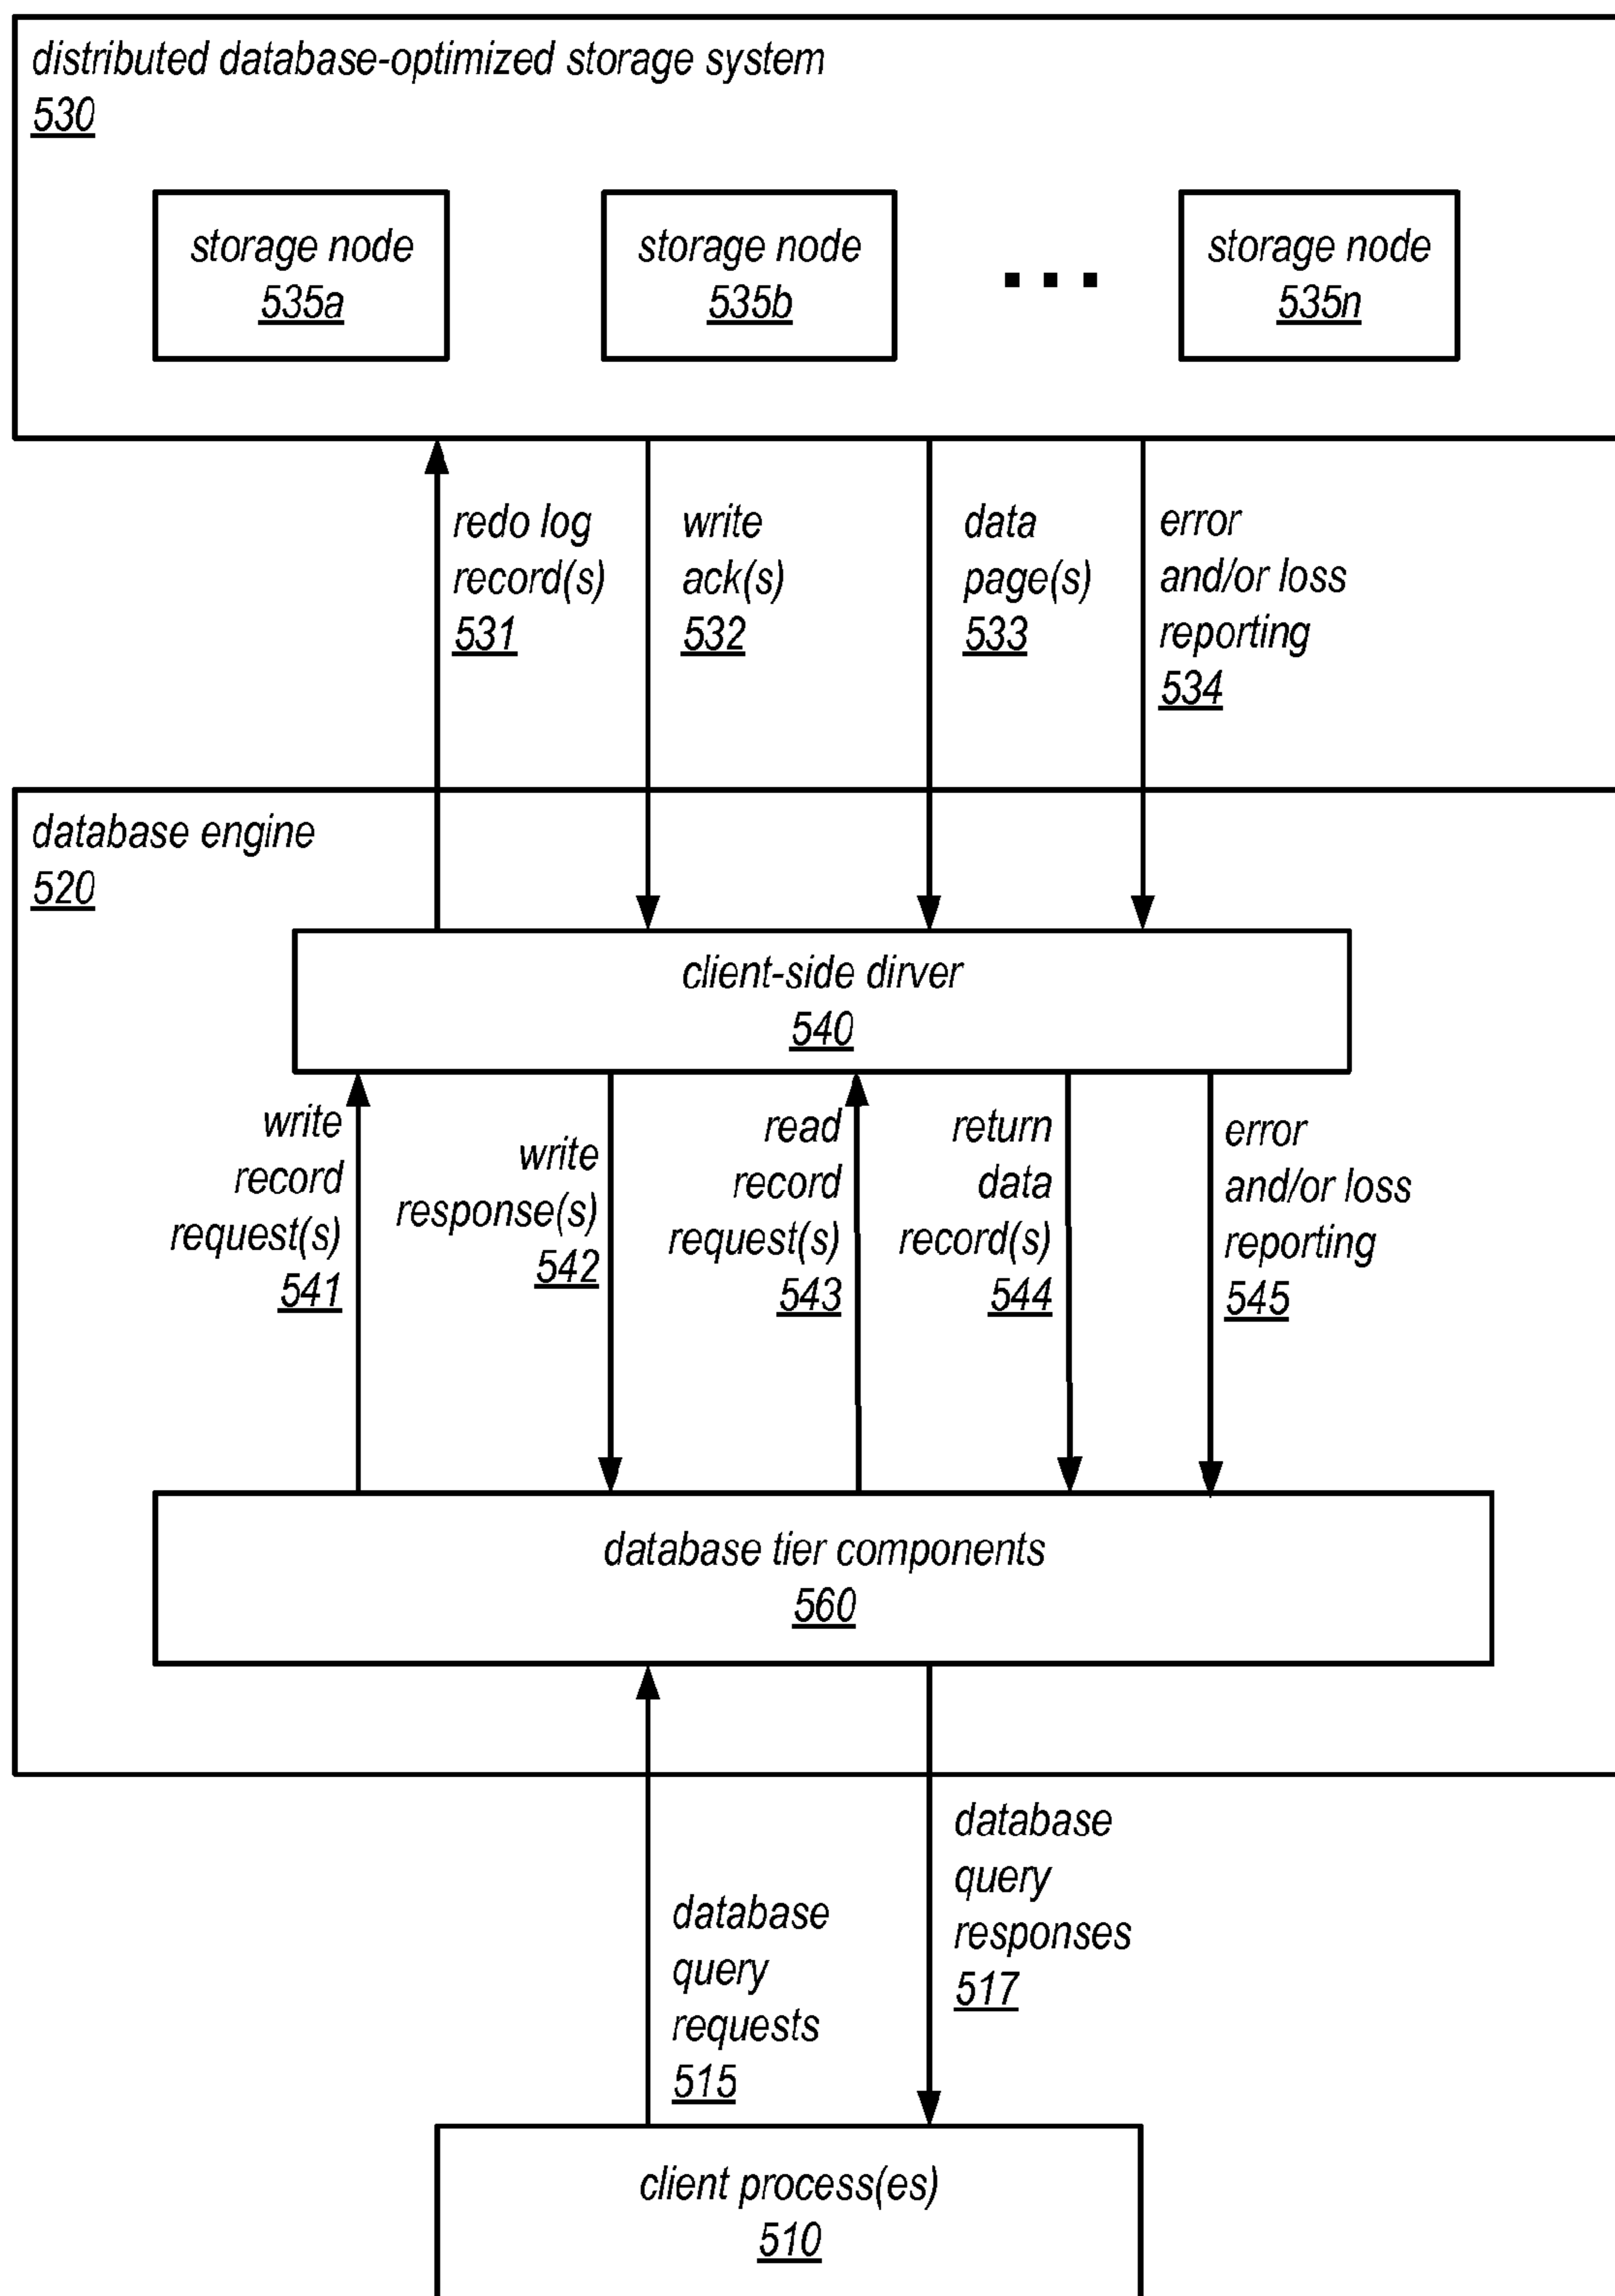 distributed database-optimized storage system
530
storage node
535a
storage node
535b
storage node
535n
redo log
record(s)
531
write
ack(s)
532
data
page(s)
533
error
and/or loss
reporting
534
database engine
520
client-side dirver
540
write
record
request(s)
541
write
response(s)
542
read
record
request(s)
543
return
data
record(s)
544
error
and/or loss
reporting
545
database tier components
560
database
query
requests
515
database
query
responses
517
client process(es)
510